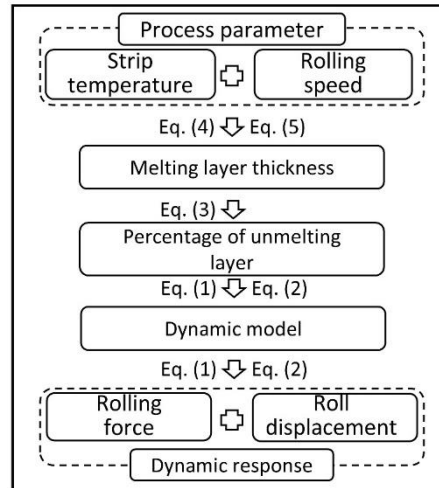 Process parameter
Strip Rolling
temperature speed
Eq. (4) Eq. (5)
Melting layer thickness
Eq. (3)
Percentage of unmelting
layer
Eq. (1) Eq. (2)
Dynamic model
Eq. (1) Eq. (2)
Rolling Roll
force displacement
Dynamic response